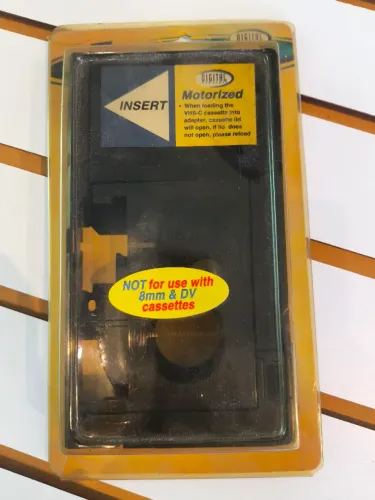 DIGITAL
DIGITAL
INSERT
Motorized
• When loading the
VHS-C cassette into
adapter, cassette lid
will open, if lid does
not open, please reload
NOT for use with
8mm & DV
cassettes